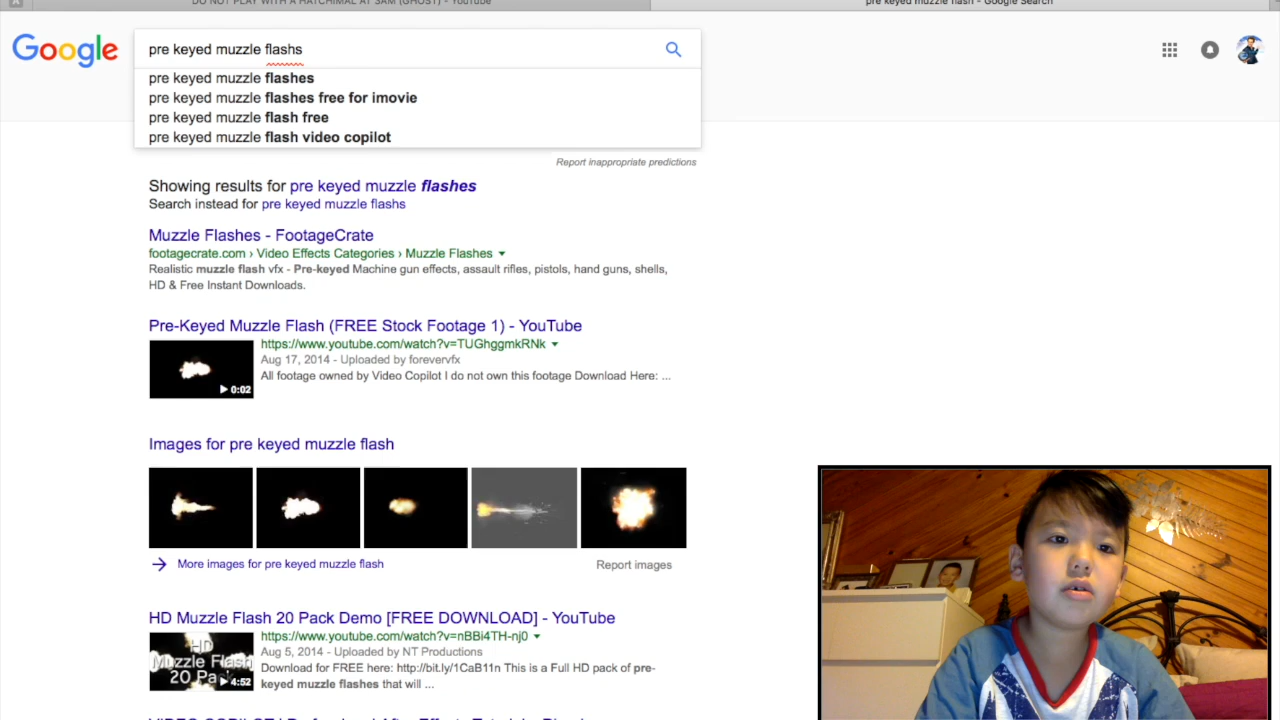 DO NOT PLAY WITH A HATCHIMAL AT 3AM (GHOST) - YouTube
pre keyed muzzle flash - Google Search
Google
pre keyed muzzle flashs
pre keyed muzzle flashes
pre keyed muzzle flashes free for imovie
pre keyed muzzle flash free
pre keyed muzzle flash video copilot
Report inappropriate predictions
Showing results for pre keyed muzzle flashes
Search instead for pre keyed muzzle flashs
Muzzle Flashes - FootageCrate
footagecrate.com › Video Effects Categories › Muzzle Flashes
Realistic muzzle flash vfx - Pre-keyed Machine gun effects, assault rifles, pistols, hand guns, shells,
HD & Free Instant Downloads.
Pre-Keyed Muzzle Flash (FREE Stock Footage 1) - YouTube
https://www.youtube.com/watch?v=TUGhggmkRNk
Aug 17, 2014 - Uploaded by forevervfx
All footage owned by Video Copilot I do not own this footage Download Here: ...
0:02
Images for pre keyed muzzle flash
More images for pre keyed muzzle flash
Report images
HD Muzzle Flash 20 Pack Demo [FREE DOWNLOAD] - YouTube
https://www.youtube.com/watch?v=nBBi4TH-nj0
Aug 5, 2014 - Uploaded by NT Productions
Download for FREE here: http://bit.ly/1CaB11n This is a Full HD pack of pre-
keyed muzzle flashes that will ...
HD
Muzzle Flash
20 Pa
4:52